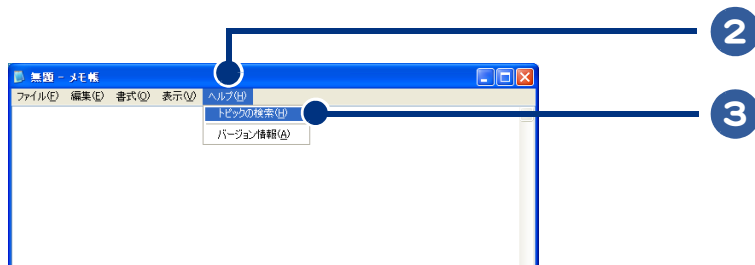 2
無題 - メモ帳
ファイル(F) 編集(E) 書式(O) 表示(V) ヘルプ(H)
トピックの検索(H)
3
バージョン情報(A)